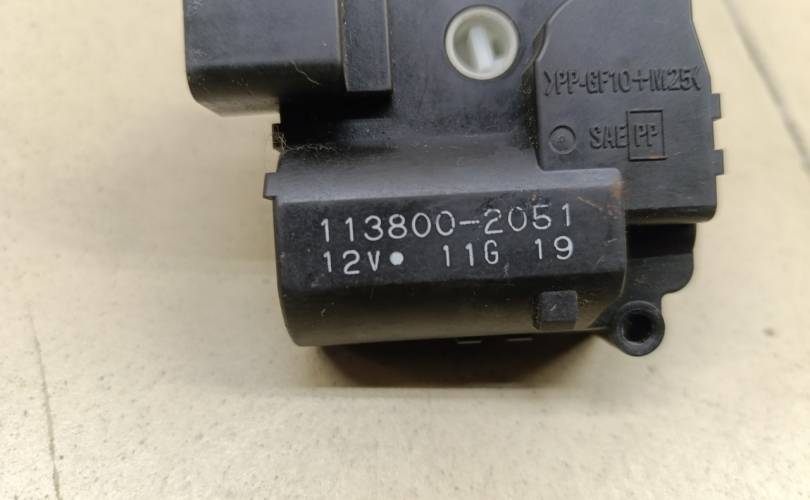 >PP-GF10+M25<
SAE PP
113800-2051
12V• 11G 19